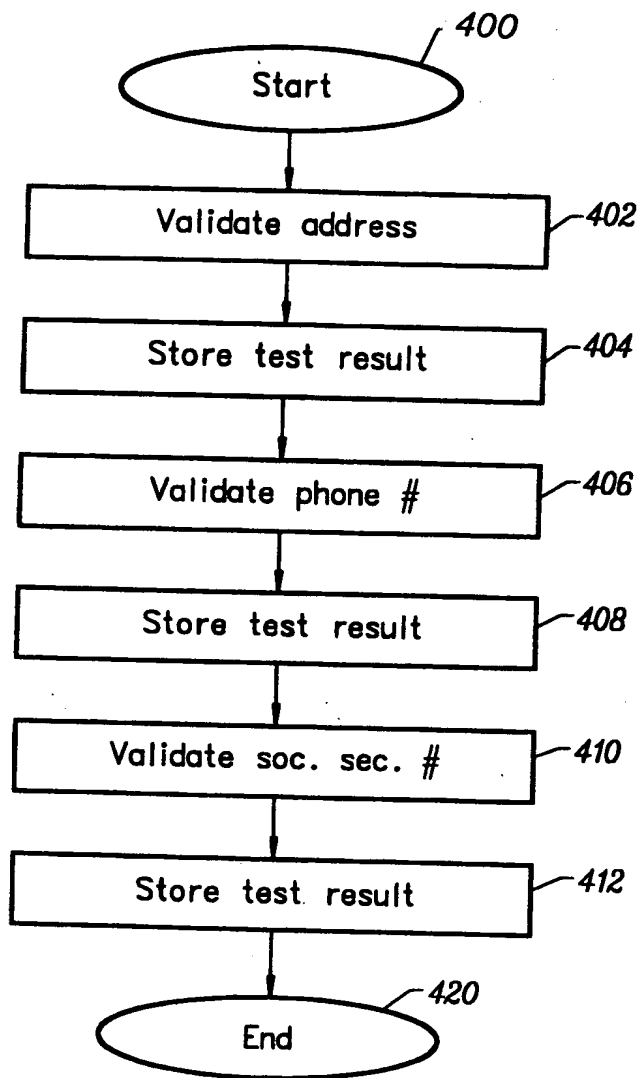 400
Start
Validate address
402
Store test result
404
Validate phone #
406
Store test result
408
Validate soc. sec. #
410
Store test result
412
420
End